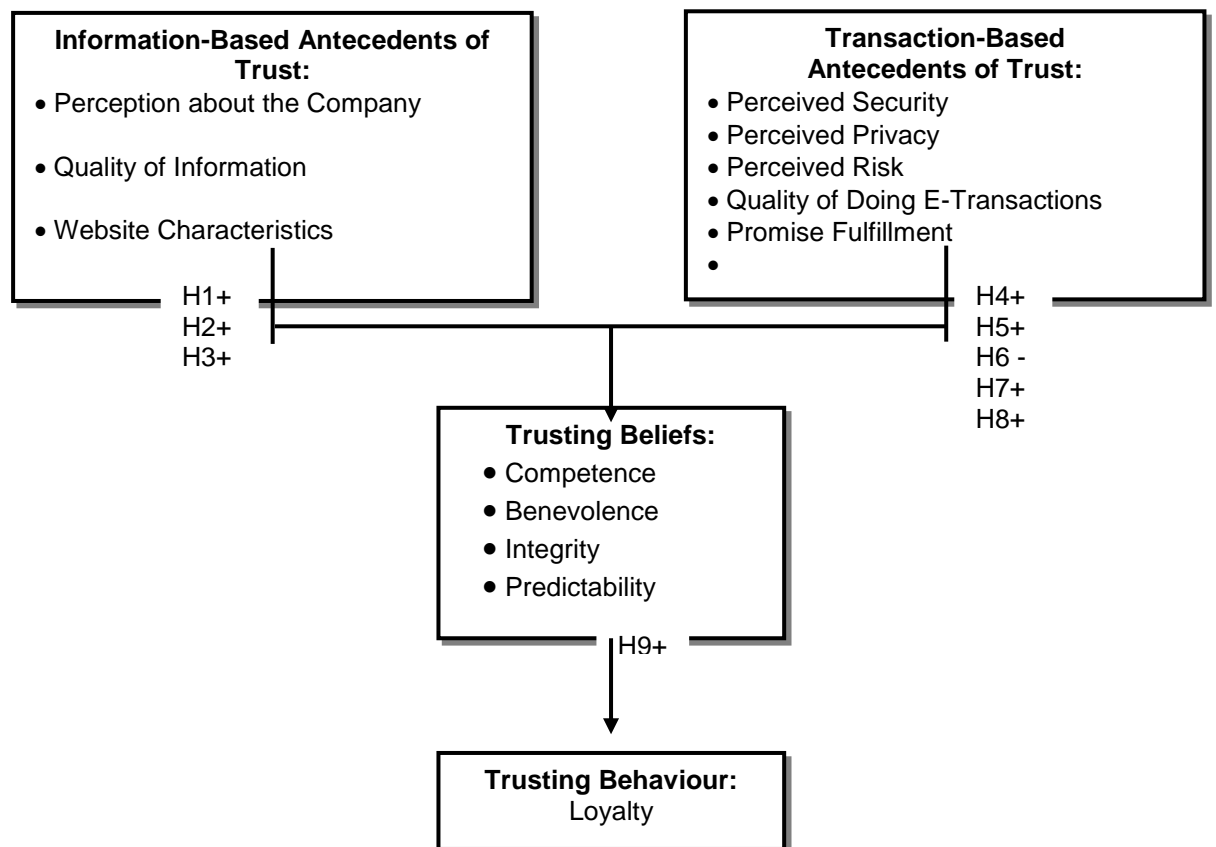 Information-Based Antecedents of
Trust:
• Perception about the Company
• Quality of Information
• Website Characteristics
Transaction-Based
Antecedents of Trust:
• Perceived Security
• Perceived Privacy
• Perceived Risk
• Quality of Doing E-Transactions
• Promise Fulfillment
•
H1+
H2+
H3+
H4+
H5+
H6 -
H7+
H8+
Trusting Beliefs:
• Competence
• Benevolence
• Integrity
• Predictability
H9+
Trusting Behaviour:
Loyalty